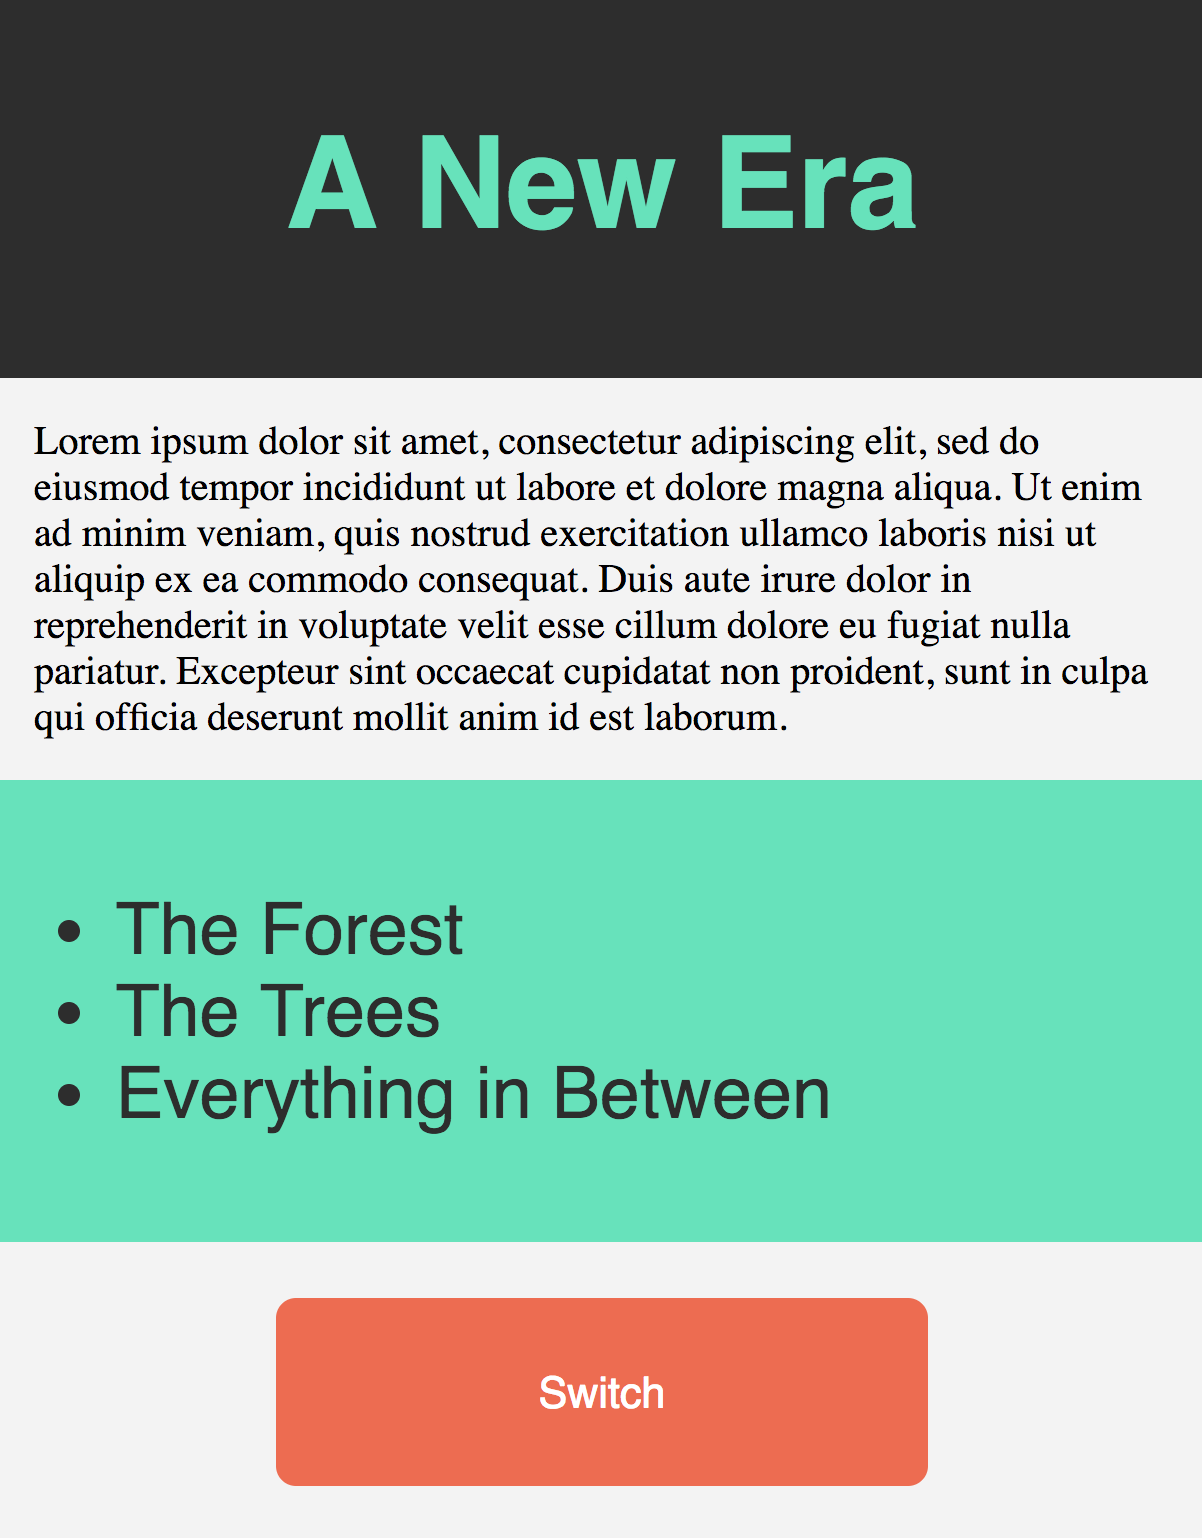 A New Era
Lorem ipsum dolor sit amet, consectetur adipiscing elit, sed do
eiusmod tempor incididunt ut labore et dolore magna aliqua. Ut enim
ad minim veniam, quis nostrud exercitation ullamco laboris nisi ut
aliquip ex ea commodo consequat. Duis aute irure dolor in
reprehenderit in voluptate velit esse cillum dolore eu fugiat nulla
pariatur. Excepteur sint occaecat cupidatat non proident, sunt in culpa
qui officia deserunt mollit anim id est laborum.
• The Forest
• The Trees
• Everything in Between
Switch